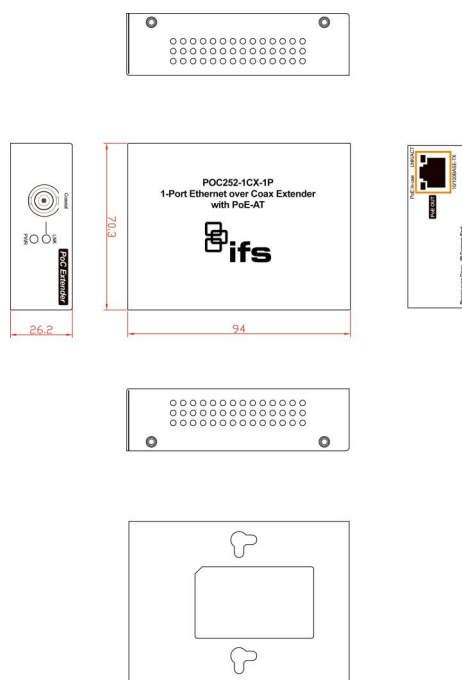 Coaxial
LNK
PWR
PoC Extender
26.2
70.3
POC252-1CX-1P
1-Port Ethernet over Coax Extender
with PoE-AT
ifs
94
PoE In-use
LNK/ACT
PoE OUT
10/100BASE-TX